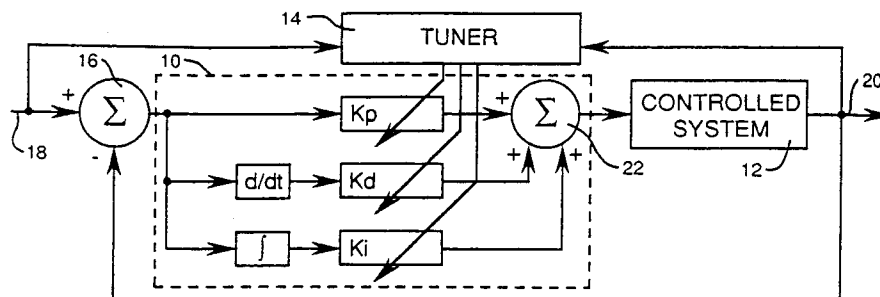 14
TUNER
10
16
+
Σ
-
18
Kp
+
Σ
+
+
22
CONTROLLED
SYSTEM
12
20
d/dt
Kd
∫
Ki